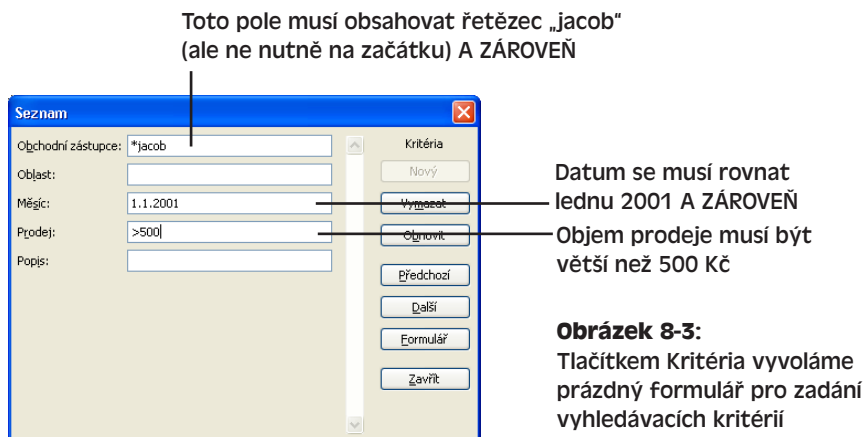 Toto pole musí obsahovat řetězec „jacob“
(ale ne nutně na začátku) A ZÁROVEŇ
Seznam
Obchodní zástupce: *jacob
Oblast:
Měsíc: 1.1.2001
Prodej: >500
Popis:
Kritéria
Nový
Vymazat
Obnovit
Předchozí
Další
Formulář
Zavřít
Datum se musí rovnat
lednu 2001 A ZÁROVEŇ
Objem prodeje musí být
větší než 500 Kč
Obrázek 8-3:
Tlačítkem Kritéria vyvoláme
prázdný formulář pro zadání
vyhledávacích kritérií